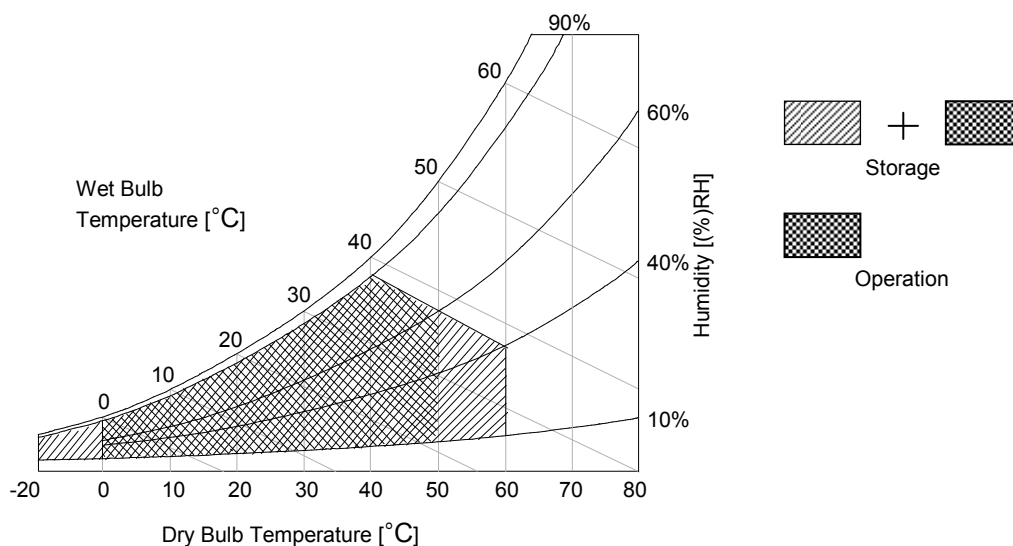 90%
60
60%
50
Wet Bulb
Temperature [°C]
Storage
40
40%
Humidity [(%)RH]
30
Operation
20
10
0
10%
-20 0 10 20 30 40 50 60 70 80
Dry Bulb Temperature [°C]